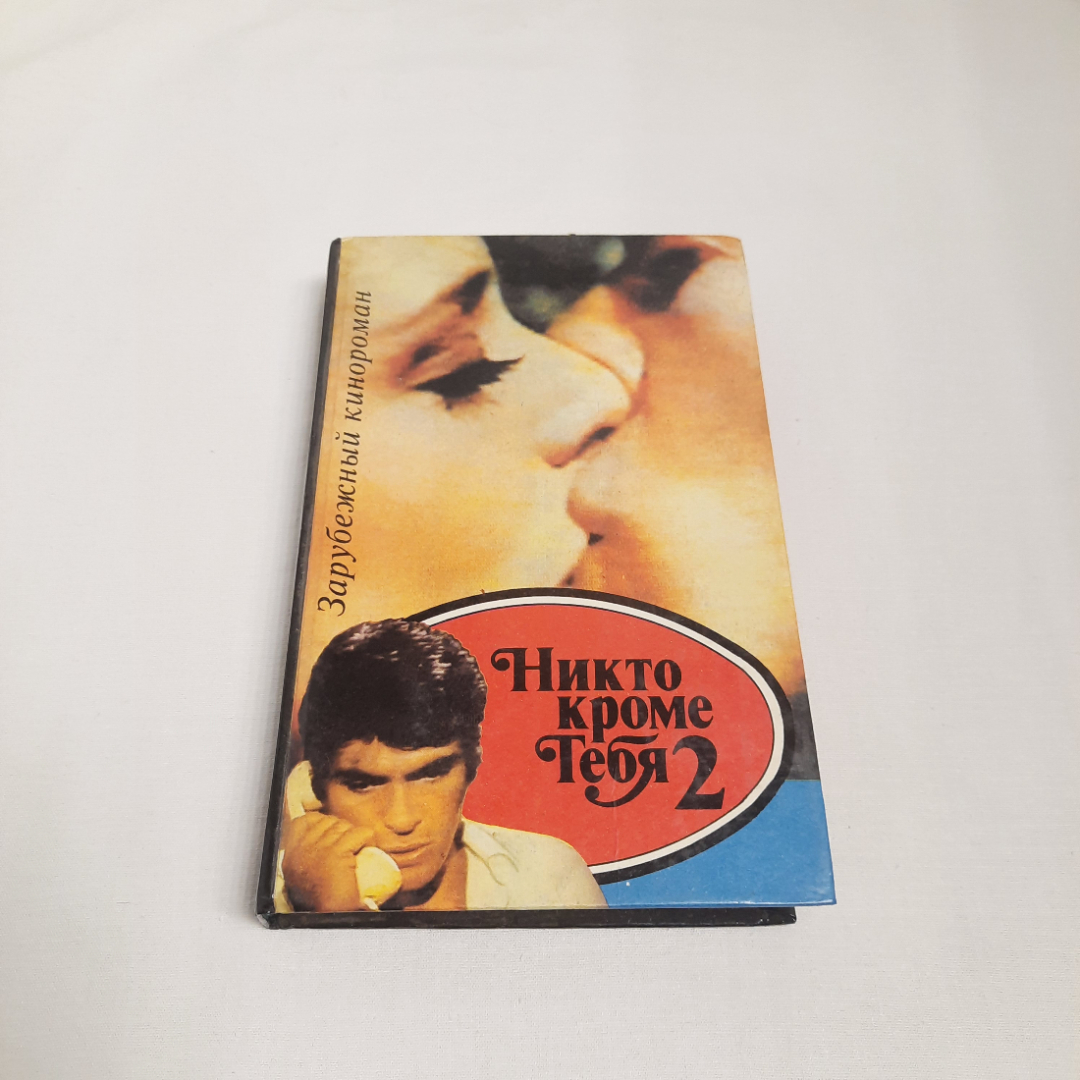 Зарубежный кинороман
Никто
кроме
Тебя 2